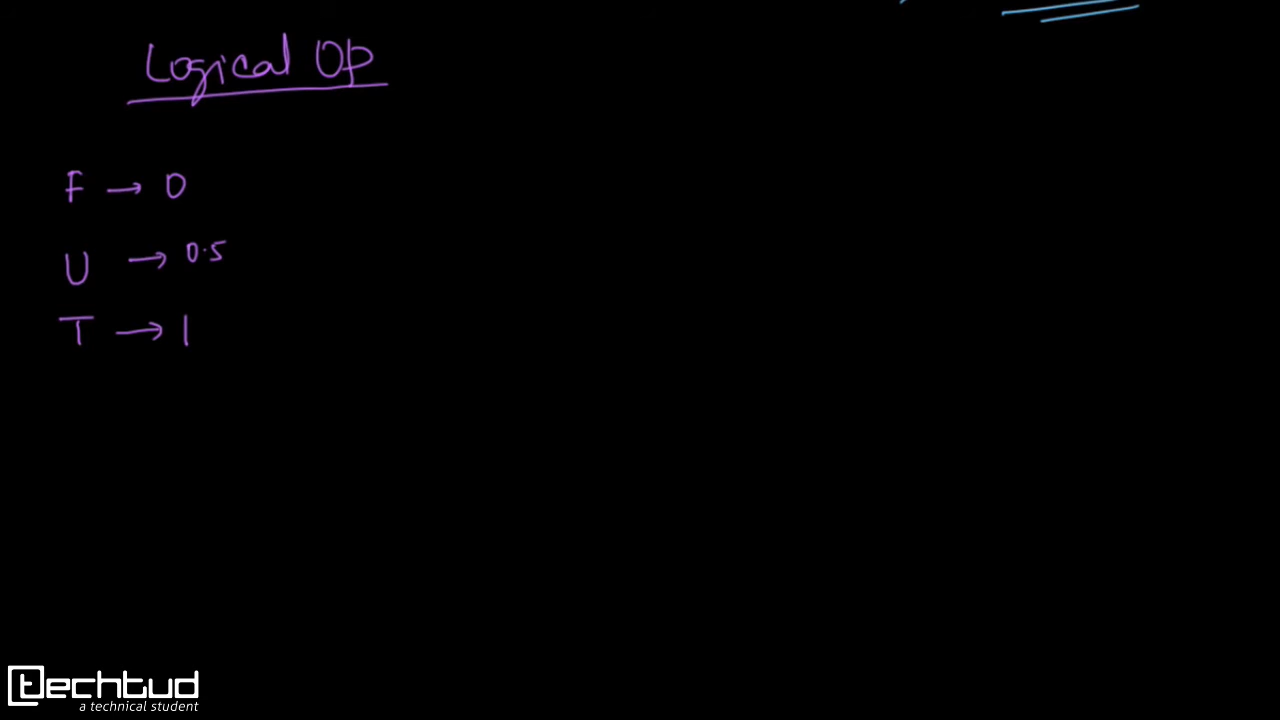 Logical Op
F → 0
U → 0.5
T → 1
techtud
a technical student